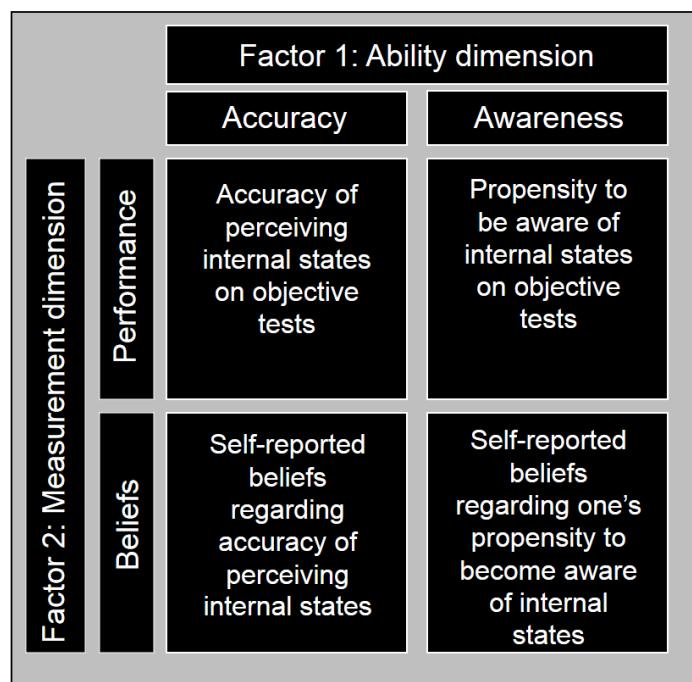 Factor 1: Ability dimension
Accuracy
Awareness
Factor 2: Measurement dimension
Performance
Accuracy of
perceiving
internal states
on objective
tests
Propensity to
be aware of
internal states
on objective
tests
Beliefs
Self-reported
beliefs
regarding
accuracy of
perceiving
internal states
Self-reported
beliefs
regarding one’s
propensity to
become aware
of internal
states